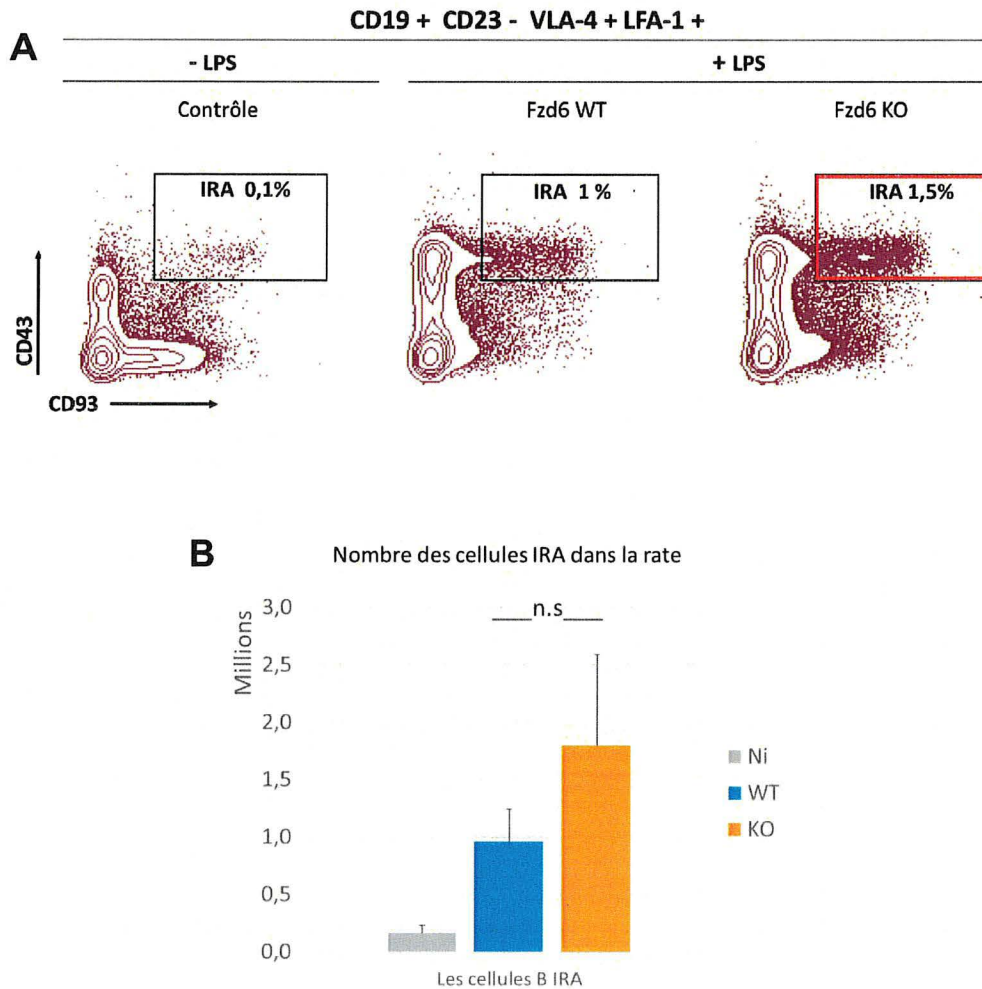 CD19 + CD23 - VLA-4 + LFA-1 +
A
- LPS
+ LPS
Contrôle
Fzd6 WT
Fzd6 KO
IRA 0,1%
IRA 1 %
IRA 1,5%
CD43
CD93
B
Nombre des cellules IRA dans la rate
n.s
Millions
3,0
2,5
2,0
1,5
1,0
0,5
0,0
Ni
WT
KO
Les cellules B IRA